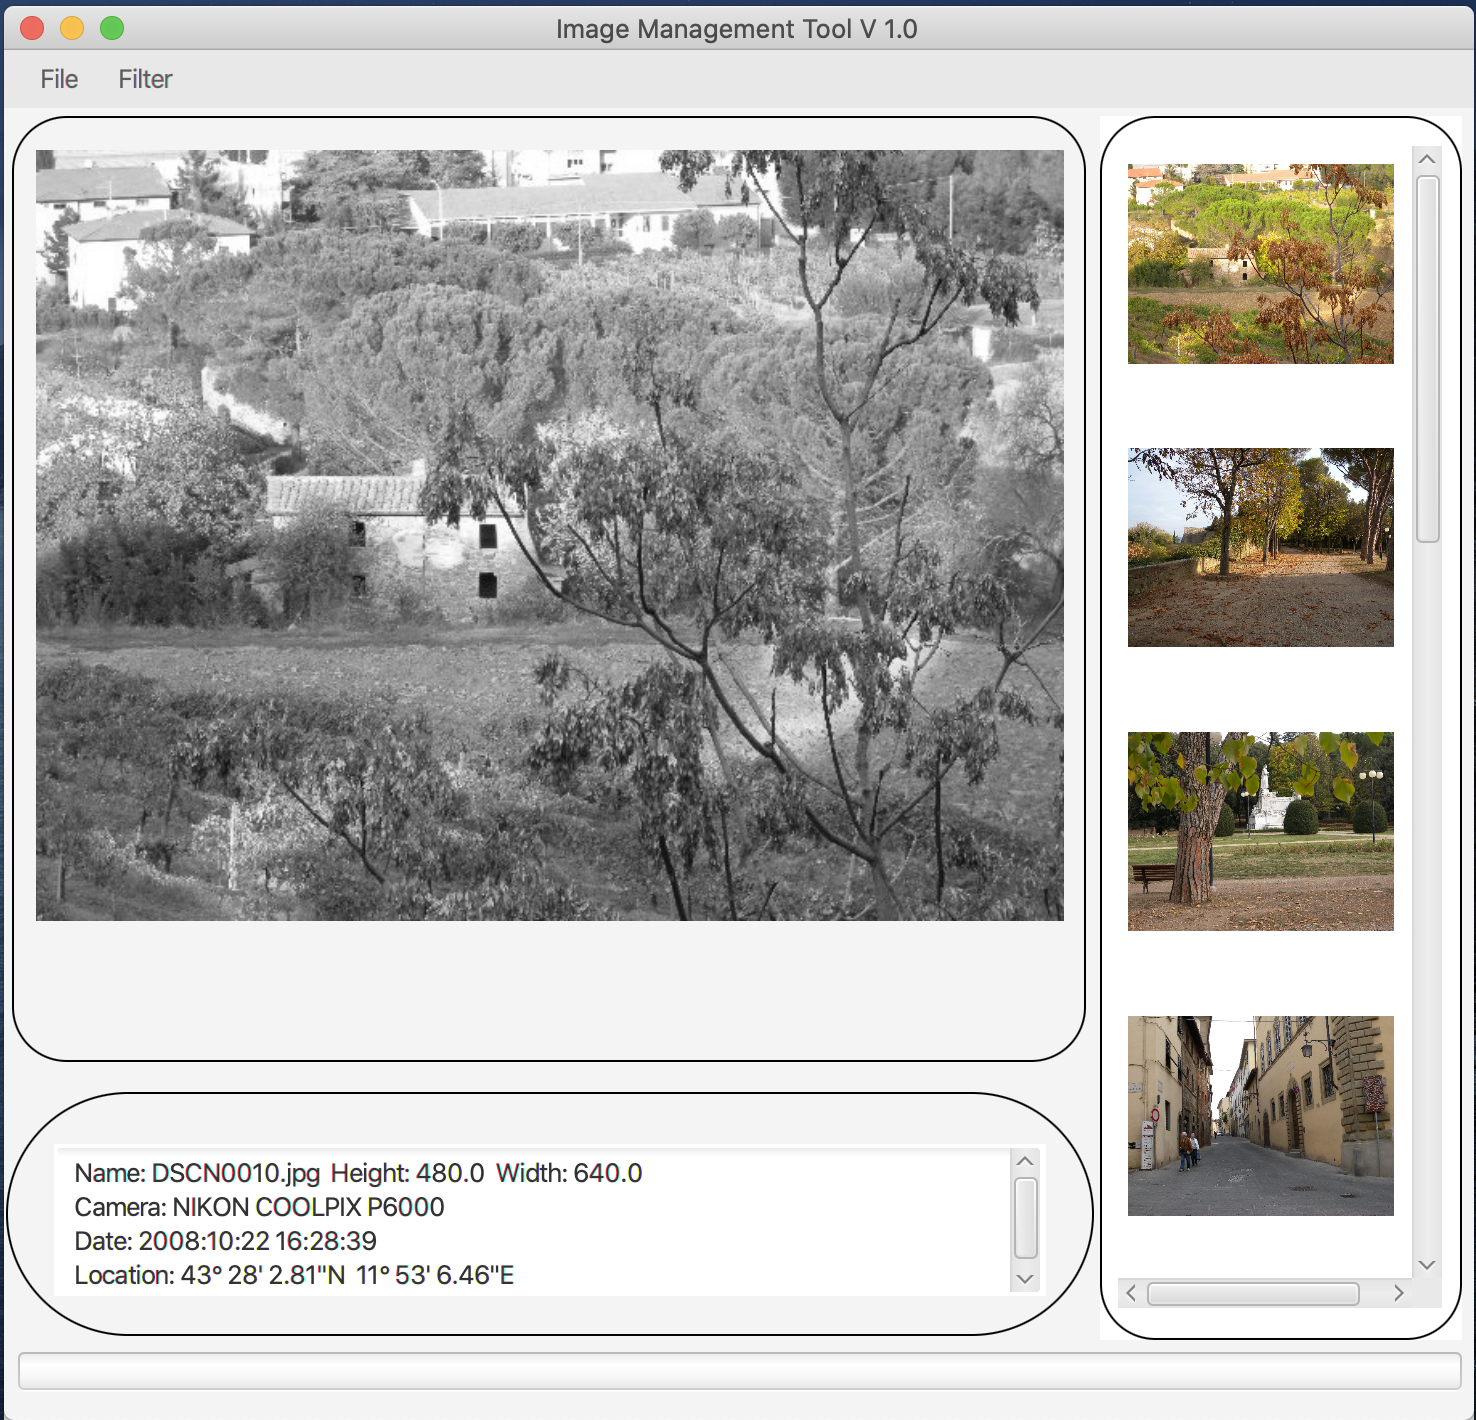 Image Management Tool V 1.0
File Filter
Name: DSCN0010.jpg Height: 480.0 Width: 640.0
Camera: NIKON COOLPIX P6000
Date: 2008:10:22 16:28:39
Location: 43° 28' 2.81"N 11° 53' 6.46"E